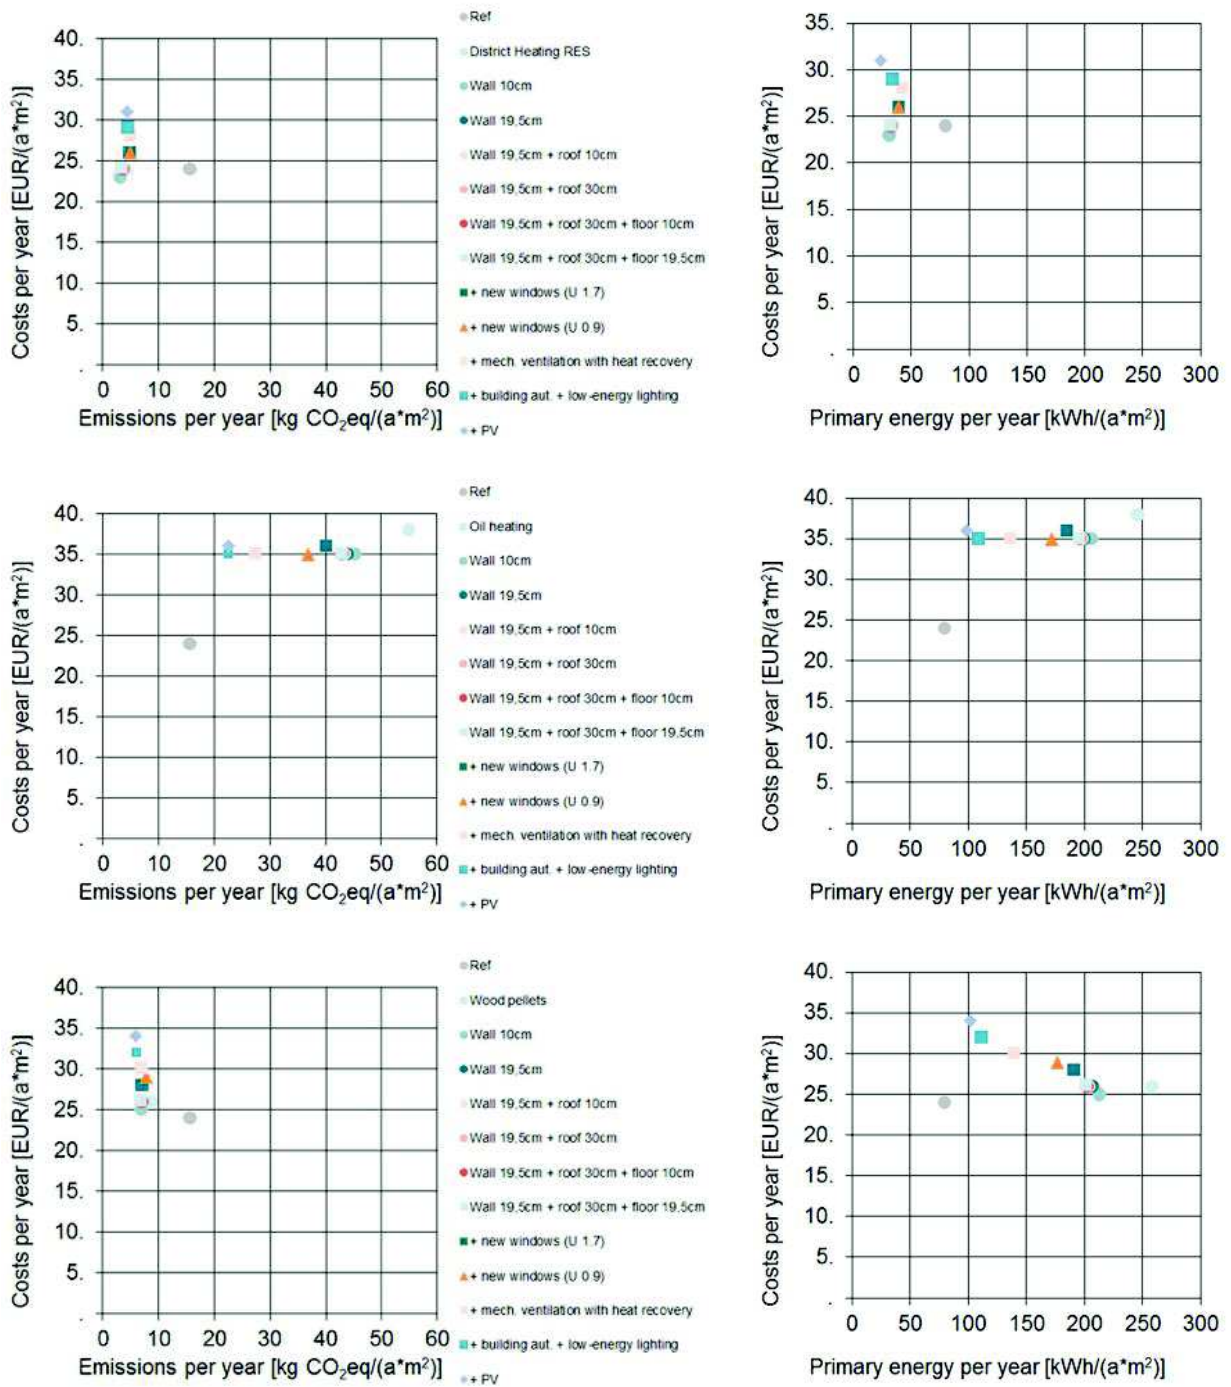 40.
35.
30.
25.
20.
15.
10.
5.
.
Costs per year [EUR/(a*m²)]
0 10 20 30 40 50 60
Emissions per year [kg CO₂eq/(a*m²)]
Ref
District Heating RES
Wall 10cm
Wall 19,5cm
Wall 19,5cm + roof 10cm
Wall 19,5cm + roof 30cm
Wall 19,5cm + roof 30cm + floor 10cm
Wall 19,5cm + roof 30cm + floor 19,5cm
+ new windows (U 1.7)
+ new windows (U 0.9)
+ mech. ventilation with heat recovery
+ building aut. + low-energy lighting
+ PV
35.
30.
25.
20.
15.
10.
5.
.
Costs per year [EUR/(a*m²)]
0 50 100 150 200 250 300
Primary energy per year [kWh/(a*m²)]
40.
35.
30.
25.
20.
15.
10.
5.
.
Costs per year [EUR/(a*m²)]
0 10 20 30 40 50 60
Emissions per year [kg CO₂eq/(a*m²)]
Ref
Oil heating
Wall 10cm
Wall 19,5cm
Wall 19,5cm + roof 10cm
Wall 19,5cm + roof 30cm
Wall 19,5cm + roof 30cm + floor 10cm
Wall 19,5cm + roof 30cm + floor 19,5cm
+ new windows (U 1.7)
+ new windows (U 0.9)
+ mech. ventilation with heat recovery
+ building aut. + low-energy lighting
+ PV
40.
35.
30.
25.
20.
15.
10.
5.
.
Costs per year [EUR/(a*m²)]
0 50 100 150 200 250 300
Primary energy per year [kWh/(a*m²)]
40.
35.
30.
25.
20.
15.
10.
5.
.
Costs per year [EUR/(a*m²)]
0 10 20 30 40 50 60
Emissions per year [kg CO₂eq/(a*m²)]
Ref
Wood pellets
Wall 10cm
Wall 19,5cm
Wall 19,5cm + roof 10cm
Wall 19,5cm + roof 30cm
Wall 19,5cm + roof 30cm + floor 10cm
Wall 19,5cm + roof 30cm + floor 19,5cm
+ new windows (U 1.7)
+ new windows (U 0.9)
+ mech. ventilation with heat recovery
+ building aut. + low-energy lighting
+ PV
40.
35.
30.
25.
20.
15.
10.
5.
.
Costs per year [EUR/(a*m²)]
0 50 100 150 200 250 300
Primary energy per year [kWh/(a*m²)]